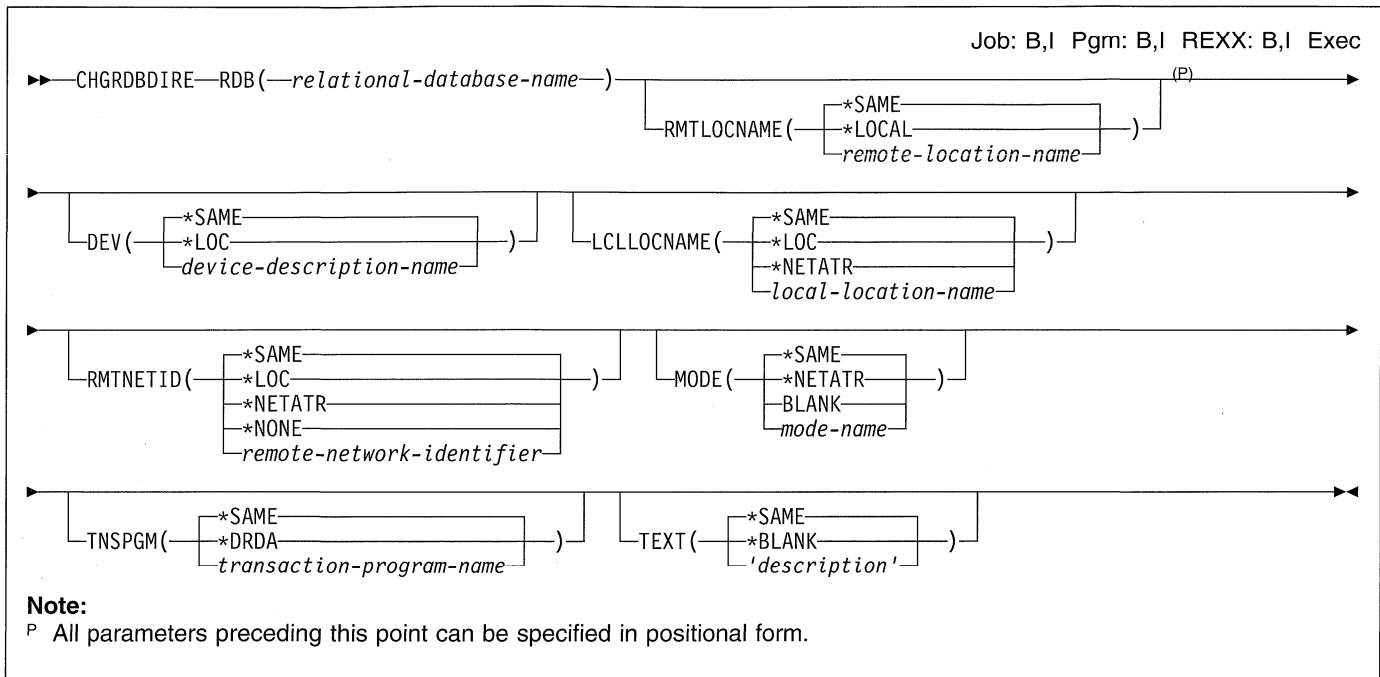 Job: B,I Pgm: B,I REXX: B,I Exec
CHGRDBDIRE RDB( relational-database-name ) (P)
RMTLOCNAME( *SAME )
*LOCAL
remote-location-name
DEV( *SAME )
*LOC
device-description-name
LCLLOCNAME( *SAME )
*LOC
*NETATR
local-location-name
RMTNETID( *SAME )
*LOC
*NETATR
*NONE
remote-network-identifier
MODE( *SAME )
*NETATR
BLANK
mode-name
TNSPGM( *SAME )
*DRDA
transaction-program-name
TEXT( *SAME )
*BLANK
'description'
Note:
P All parameters preceding this point can be specified in positional form.